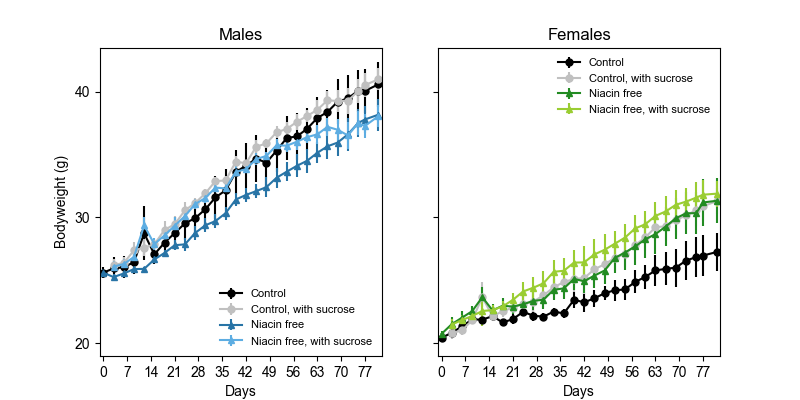 Males
Bodyweight (g)
40
30
20
Control
Control, with sucrose
Niacin free
Niacin free, with sucrose
0 7 14 21 28 35 42 49 56 63 70 77
Days
Females
Control
Control, with sucrose
Niacin free
Niacin free, with sucrose
0 7 14 21 28 35 42 49 56 63 70 77
Days